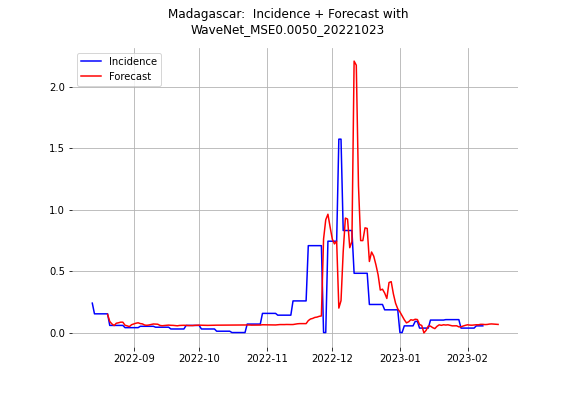 Madagascar:  Incidence + Forecast with
WaveNet_MSE0.0050_20221023
Incidence
Forecast
2.0
1.5
1.0
0.5
0.0
2022-09 2022-10 2022-11 2022-12 2023-01 2023-02